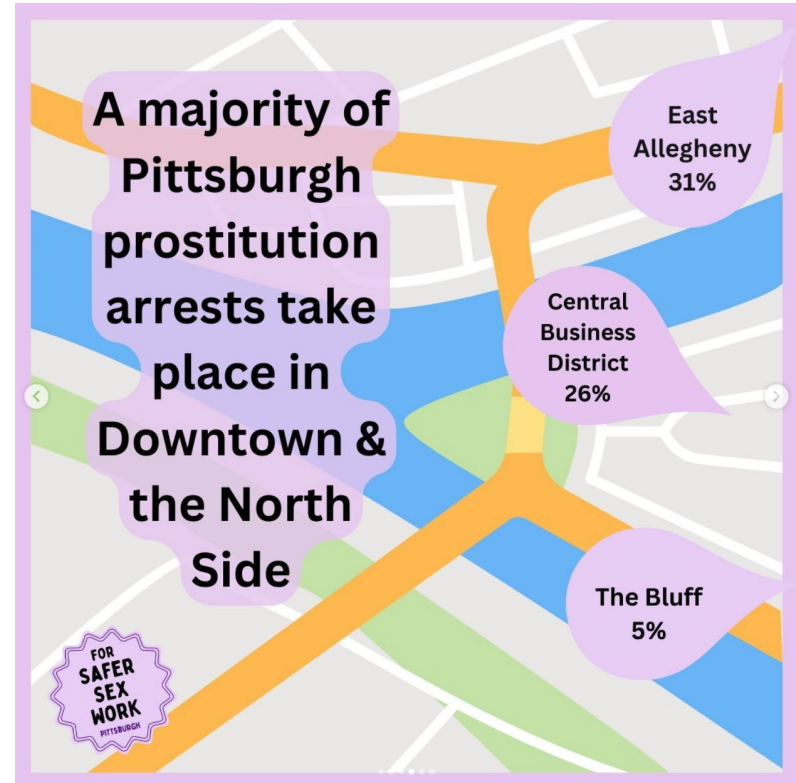 A majority of
Pittsburgh
prostitution
arrests take
place in
Downtown &
the North
Side
East
Allegheny
31%
Central
Business
District
26%
The Bluff
5%
FOR
SAFER
SEX
WORK
PITTSBURGH